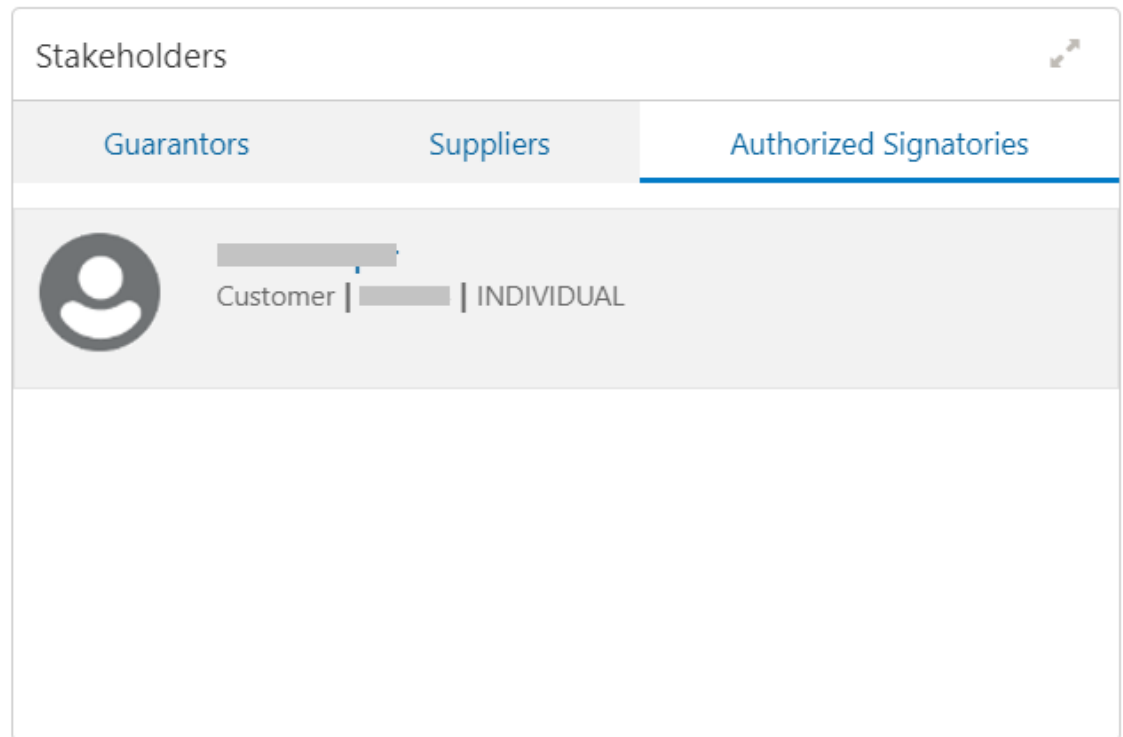 Stakeholders
Guarantors Suppliers Authorized Signatories
Customer | | INDIVIDUAL